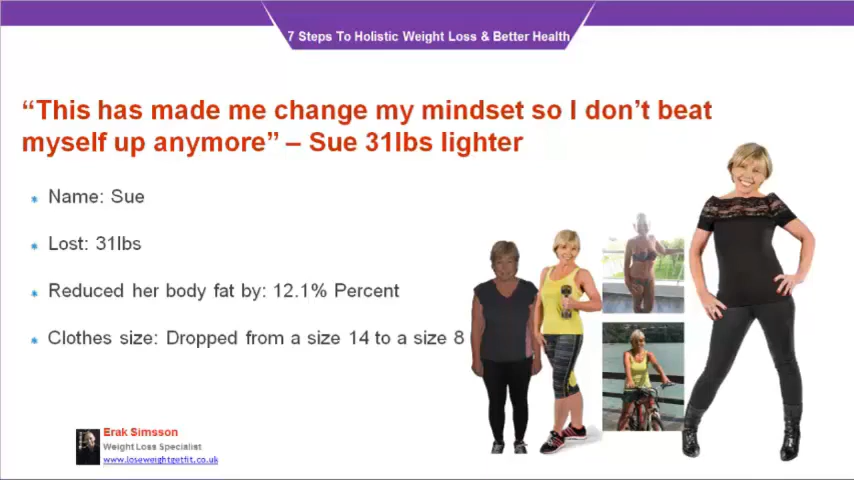 7 Steps To Holistic Weight Loss & Better Health
“This has made me change my mindset so I don’t beat
myself up anymore” – Sue 31lbs lighter
Name: Sue
Lost: 31lbs
Reduced her body fat by: 12.1% Percent
Clothes size: Dropped from a size 14 to a size 8
Erak Simsson
Weight Loss Specialist
www.loseweightgetfit.co.uk